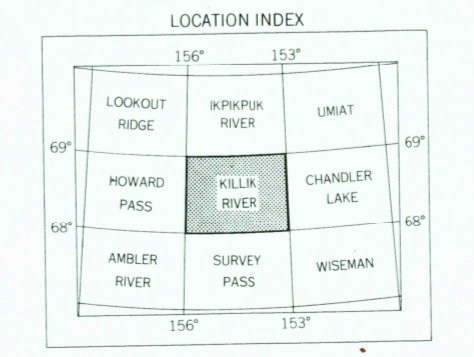 LOCATION INDEX
156° 153°
LOOKOUT RIDGE
IKPIKPUK RIVER
UMIAT
69° 69°
HOWARD PASS
KILLIK RIVER
CHANDLER LAKE
68° 68°
AMBLER RIVER
SURVEY PASS
WISEMAN
156° 153°